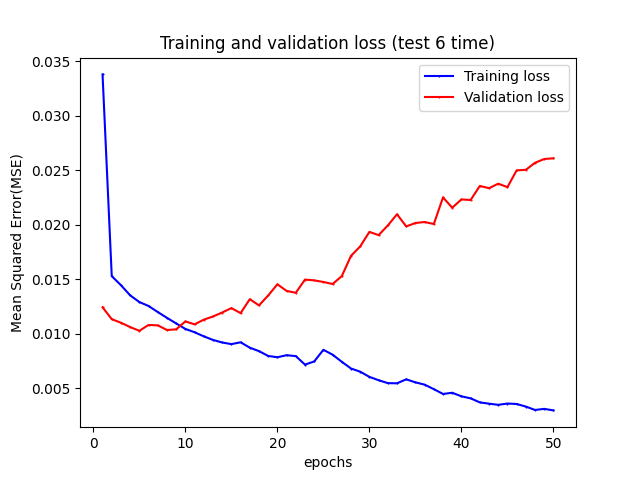 Training and validation loss (test 6 time)
Training loss
Validation loss
Mean Squared Error(MSE)
0.035
0.030
0.025
0.020
0.015
0.010
0.005
0 10 20 30 40 50
epochs